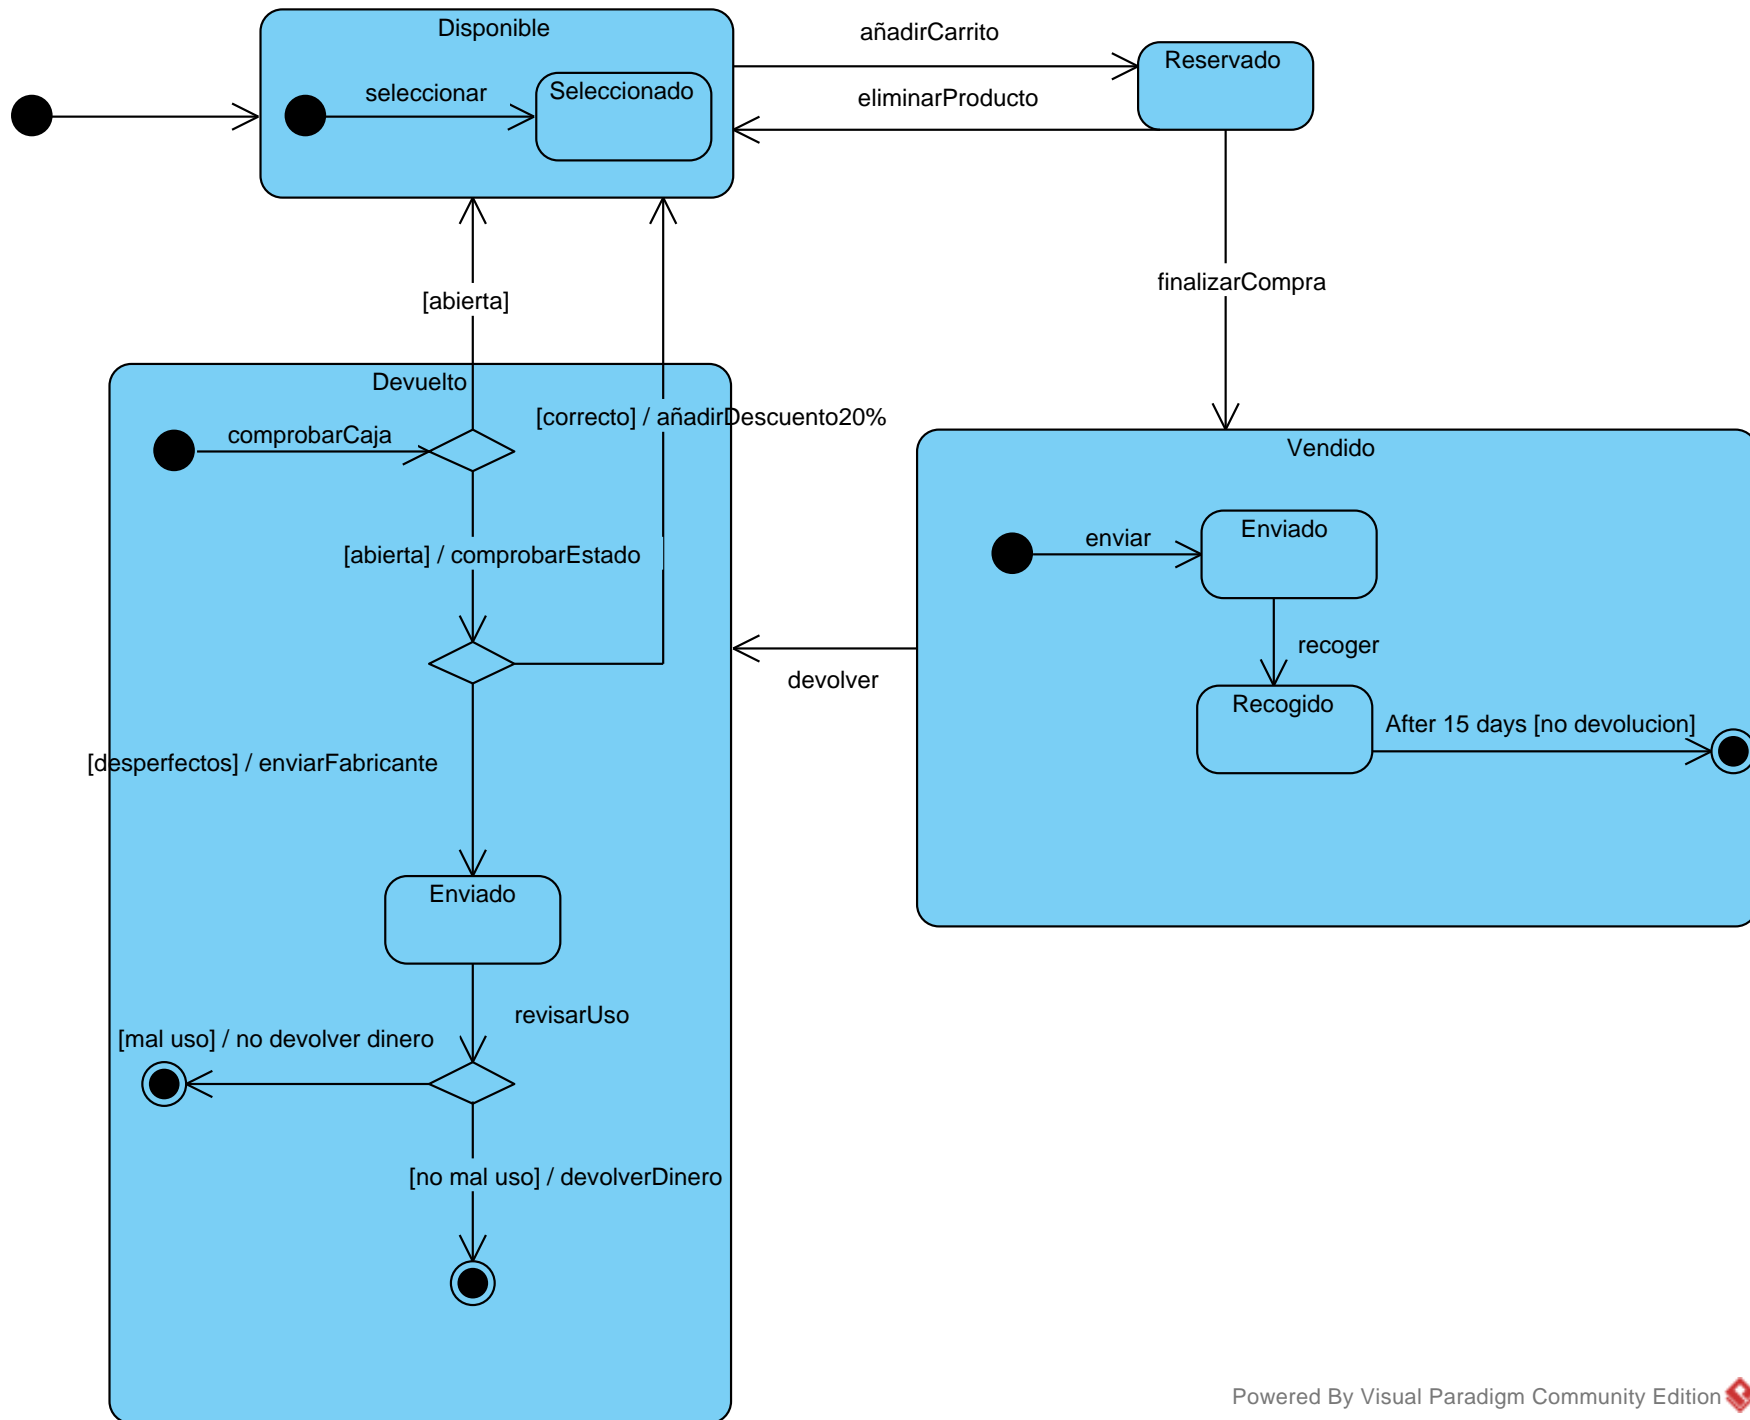 Disponible
añadirCarrito
Reservado
seleccionar
Seleccionado
eliminarProducto
[abierta]
finalizarCompra
Devuelto
[correcto] / añadirDescuento20%
comprobarCaja
Vendido
[abierta] / comprobarEstado
enviar
Enviado
recoger
devolver
Recogido
After 15 days [no devolucion]
[desperfectos] / enviarFabricante
Enviado
revisarUso
[mal uso] / no devolver dinero
[no mal uso] / devolverDinero
Powered By Visual Paradigm Community Edition